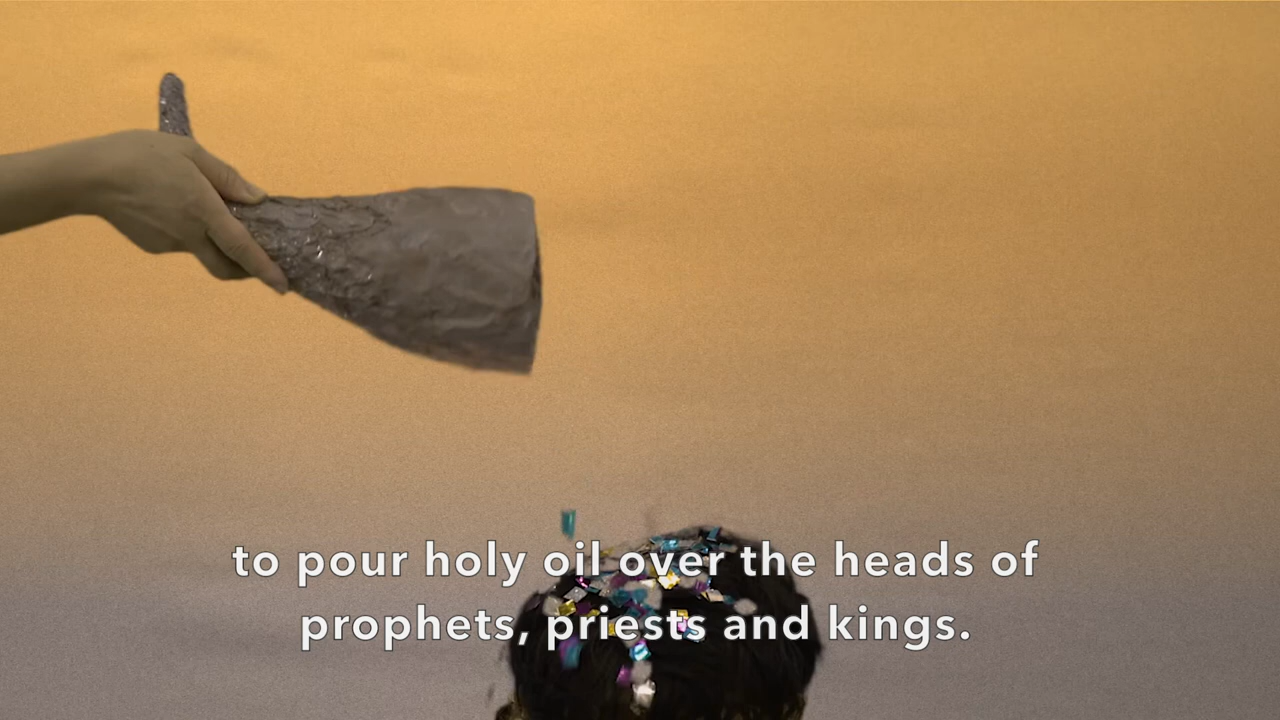 to pour holy oil over the heads of
prophets, priests and kings.